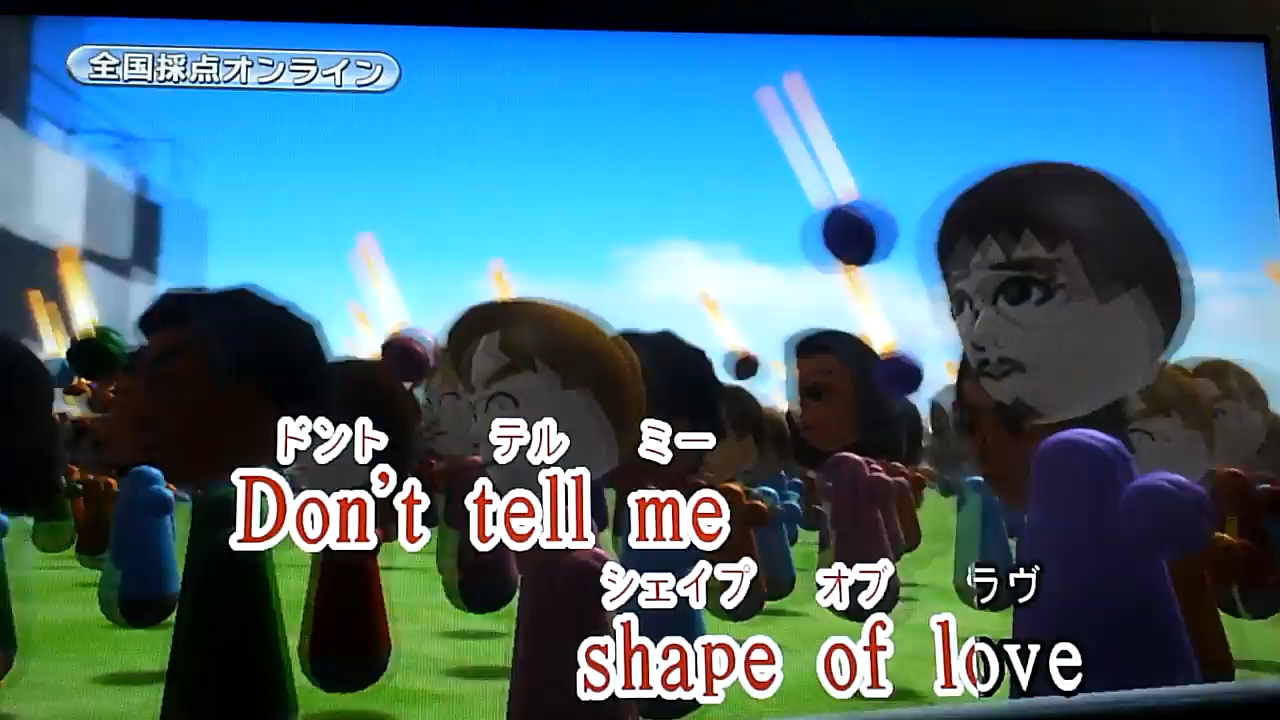 全国採点オンライン
ドント テル ミー
Don't tell me
シェイプ オブ ラヴ
shape of love